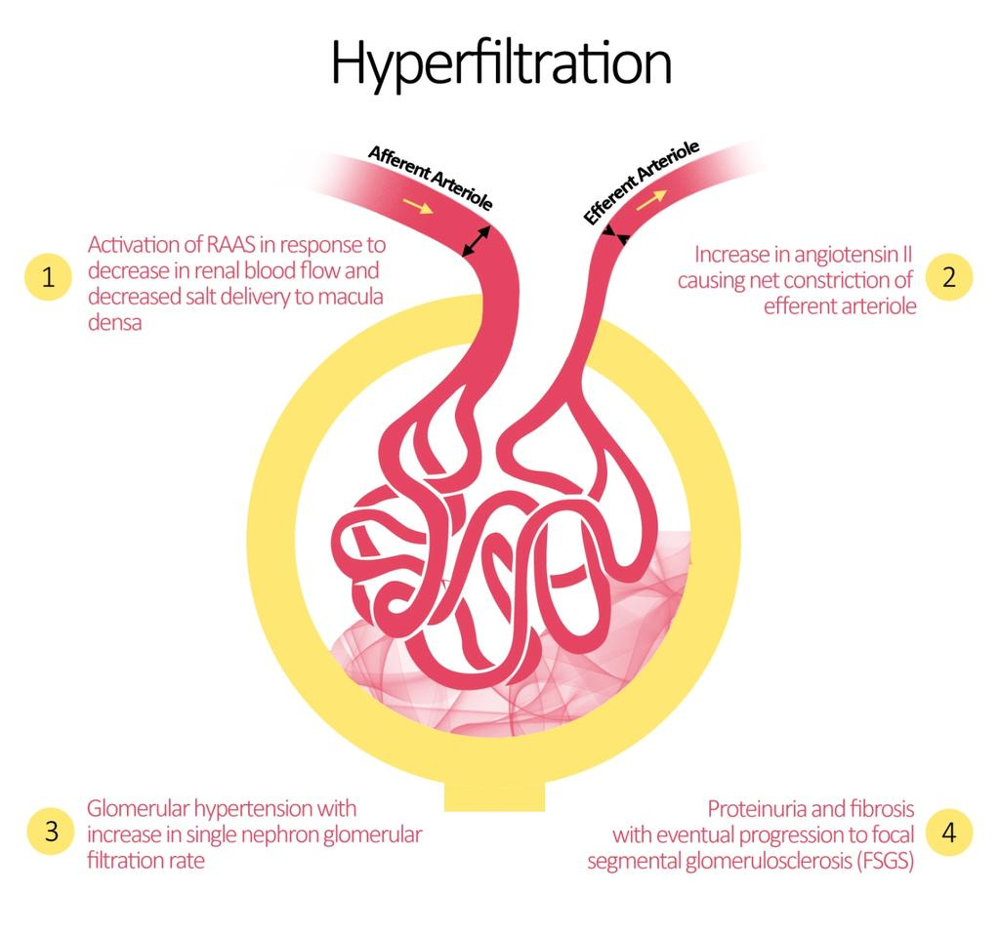 Hyperfiltration
Afferent Arteriole
Efferent Arteriole
1
Activation of RAAS in response to
decrease in renal blood flow and
decreased salt delivery to macula
densa
Increase in angiotensin II
causing net constriction of
efferent arteriole
2
3
Glomerular hypertension with
increase in single nephron glomerular
filtration rate
Proteinuria and fibrosis
with eventual progression to focal
segmental glomerulosclerosis (FSGS)
4